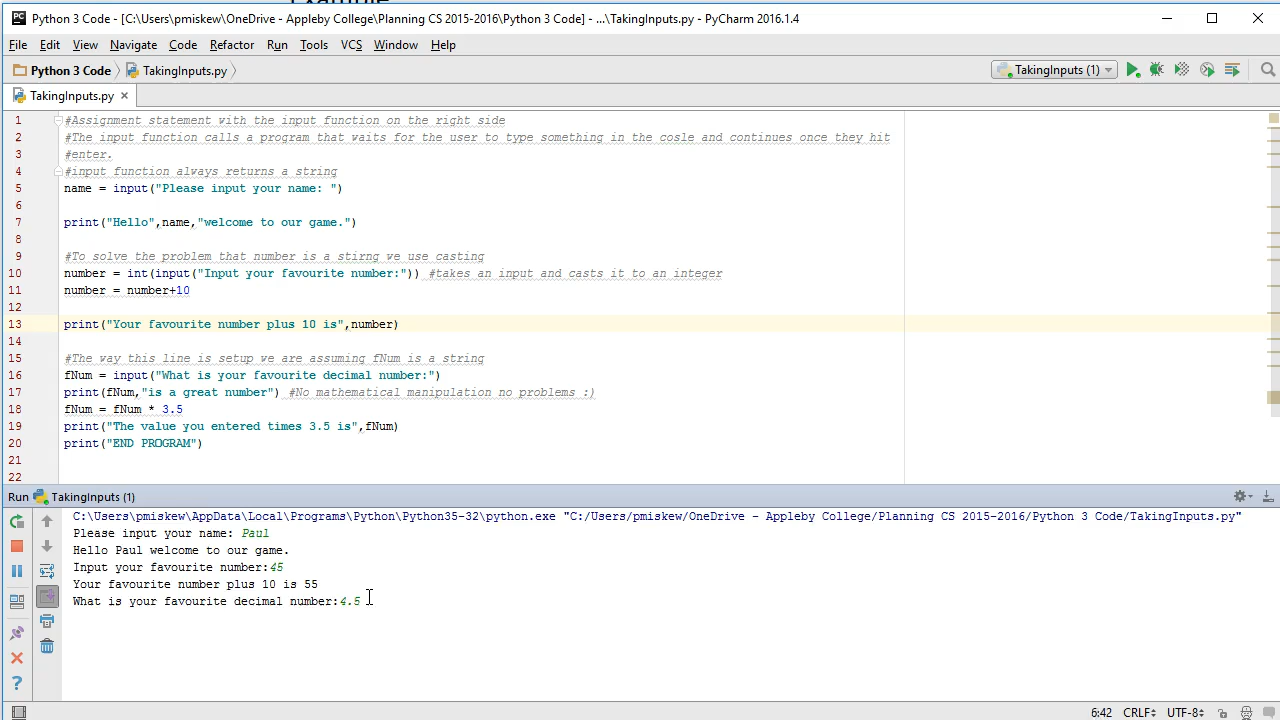 Example
Python 3 Code - [C:\Users\pmiskew\OneDrive - Appleby College\Planning CS 2015-2016\Python 3 Code] - ...\TakingInputs.py - PyCharm 2016.1.4
File Edit View Navigate Code Refactor Run Tools VCS Window Help
Python 3 Code TakingInputs.py TakingInputs (1)
TakingInputs.py
1 #Assignment statement with the input function on the right side
2 #The input function calls a program that waits for the user to type something in the cosle and continues once they hit
3 #enter.
4 #input function always returns a string
5 name = input("Please input your name: ")
6
7 print("Hello",name,"welcome to our game.")
8
9 #To solve the problem that number is a stirng we use casting
10 number = int(input("Input your favourite number:")) #takes an input and casts it to an integer
11 number = number+10
12
13 print("Your favourite number plus 10 is",number)
14
15 #The way this line is setup we are assuming fNum is a string
16 fNum = input("What is your favourite decimal number:")
17 print(fNum,"is a great number") #No mathematical manipulation no problems :)
18 fNum = fNum * 3.5
19 print("The value you entered times 3.5 is",fNum)
20 print("END PROGRAM")
21
22
Run TakingInputs (1)
C:\Users\pmiskew\AppData\Local\Programs\Python\Python35-32\python.exe "C:/Users/pmiskew/OneDrive - Appleby College/Planning CS 2015-2016/Python 3 Code/TakingInputs.py"
Please input your name: Paul
Hello Paul welcome to our game.
Input your favourite number:45
Your favourite number plus 10 is 55
What is your favourite decimal number:4.5
6:42 CRLF UTF-8